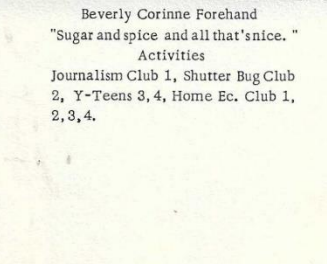 Beverly Corinne Forehand
"Sugar and spice and all that's nice. "
Activities
Journalism Club 1, Shutter Bug Club
2, Y-Teens 3,4, Home Ec. Club 1,
2,3,4.